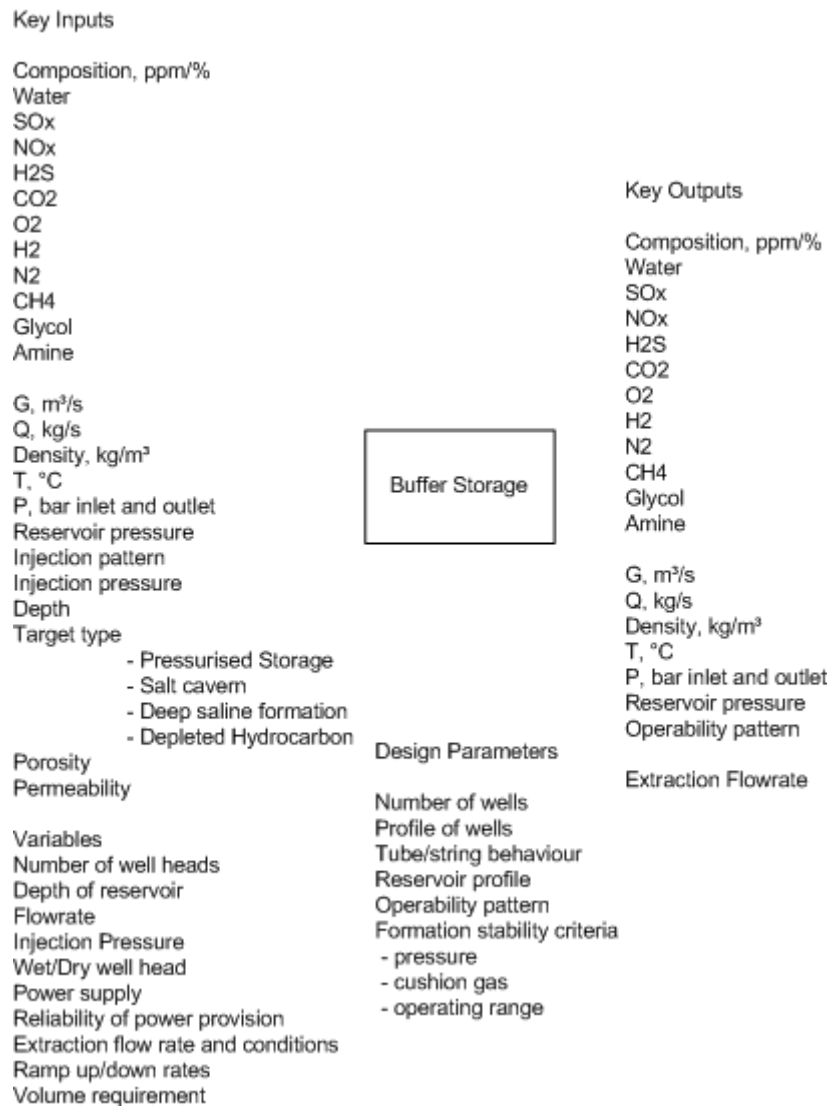 Key Inputs
Composition, ppm/%
Water
SOx
NOx
H2S
CO2
O2
H2
N2
CH4
Glycol
Amine
G, m³/s
Q, kg/s
Density, kg/m³
T, °C
P, bar inlet and outlet
Reservoir pressure
Injection pattern
Injection pressure
Depth
Target type
- Pressurised Storage
- Salt cavern
- Deep saline formation
- Depleted Hydrocarbon
Porosity
Permeability
Variables
Number of well heads
Depth of reservoir
Flowrate
Injection Pressure
Wet/Dry well head
Power supply
Reliability of power provision
Extraction flow rate and conditions
Ramp up/down rates
Volume requirement
Buffer Storage
Design Parameters
Number of wells
Profile of wells
Tube/string behaviour
Reservoir profile
Operability pattern
Formation stability criteria
- pressure
- cushion gas
- operating range
Key Outputs
Composition, ppm/%
Water
SOx
NOx
H2S
CO2
O2
H2
N2
CH4
Glycol
Amine
G, m³/s
Q, kg/s
Density, kg/m³
T, °C
P, bar inlet and outlet
Reservoir pressure
Operability pattern
Extraction Flowrate